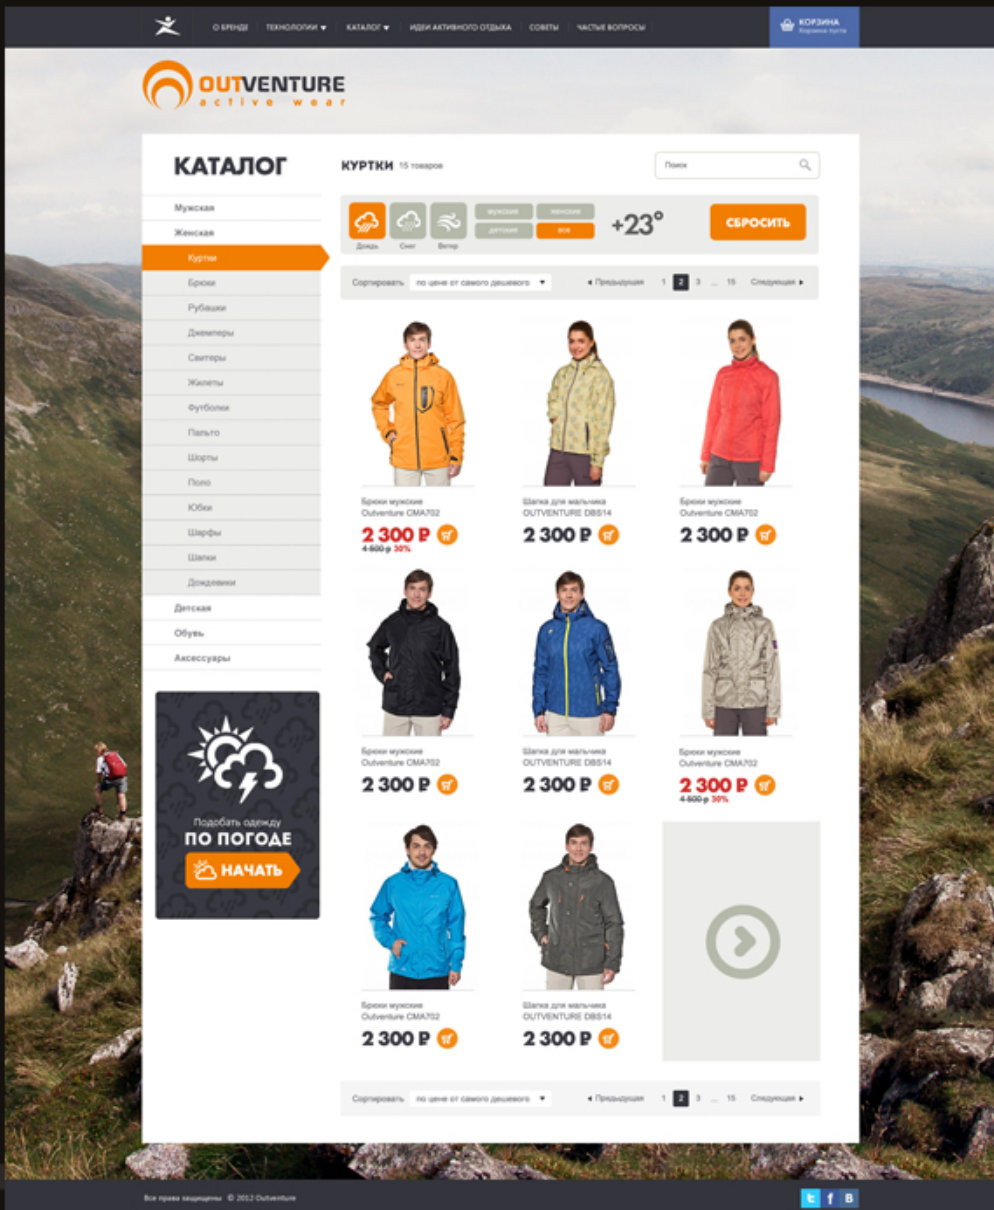 О БРЕНДЕ ТЕХНОЛОГИИ КАТАЛОГ ИДЕИ АКТИВНОГО ОТДЫХА СОВЕТЫ ЧАСТЫЕ ВОПРОСЫ
КОРЗИНА
Корзина пуста
OUTVENTURE
active wear
КАТАЛОГ
Мужская
Женская
Куртки
Брюки
Рубашки
Джемперы
Свитеры
Жилеты
Футболки
Пальто
Шорты
Поло
Юбки
Шарфы
Шапки
Дождевики
Детская
Обувь
Аксессуары
Подобать одежду
ПО ПОГОДЕ
НАЧАТЬ
КУРТКИ 15 товаров
Поиск
Дождь Снег Ветер
мужские женские
детские все
+23°
СБРОСИТЬ
Сортировать по цене от самого дешевого Предыдущая 1 2 3 ... 15 Следующая
Брюки мужские
Outventure CMA702
2 300 Р
4 600 р 30%
Шапка для мальчика
OUTVENTURE DBS14
2 300 Р
Брюки мужские
Outventure CMA702
2 300 Р
Брюки мужские
Outventure CMA702
2 300 Р
Шапка для мальчика
OUTVENTURE DBS14
2 300 Р
Брюки мужские
Outventure CMA702
2 300 Р
4 600 р 30%
Брюки мужские
Outventure CMA702
2 300 Р
Шапка для мальчика
OUTVENTURE DBS14
2 300 Р
Сортировать по цене от самого дешевого Предыдущая 1 2 3 ... 15 Следующая
Все права защищены © 2012 Outventure